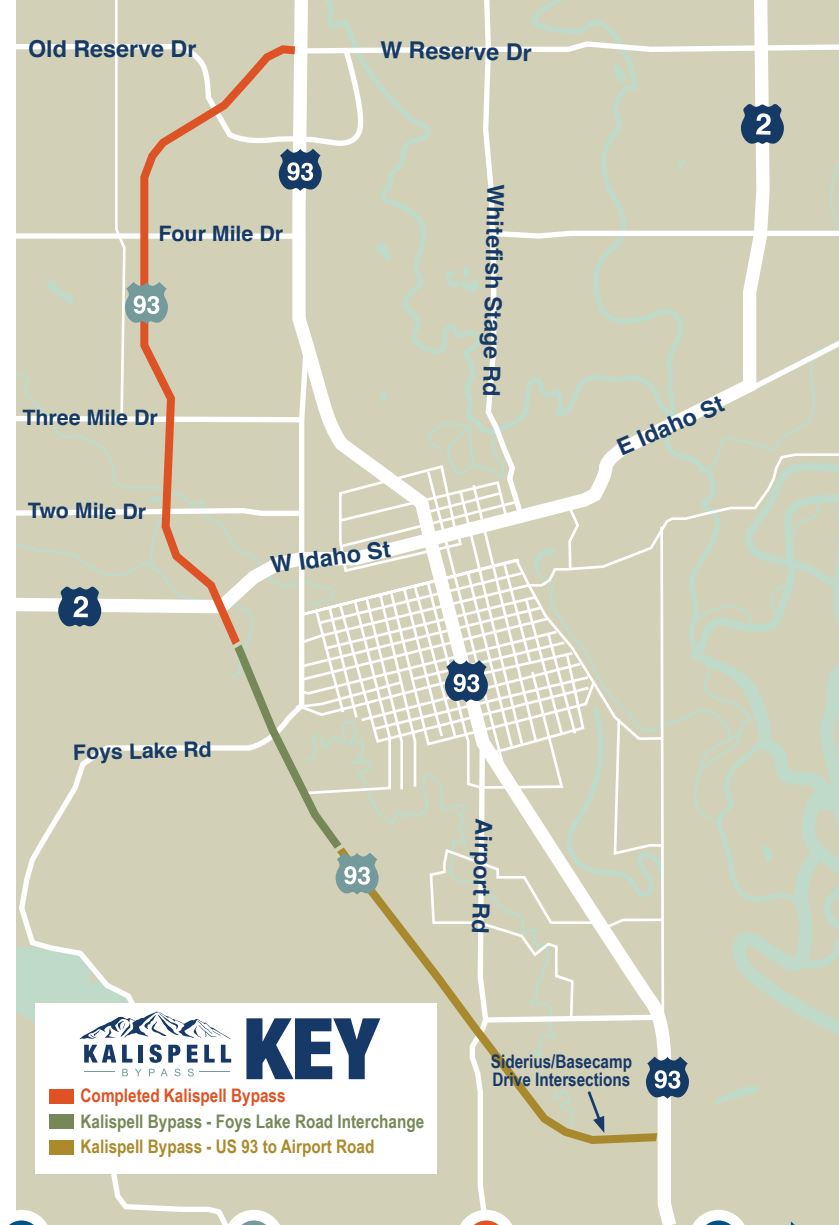 Old Reserve Dr
W Reserve Dr
2
93
Four Mile Dr
Whitefish Stage Rd
93
Three Mile Dr
E Idaho St
Two Mile Dr
W Idaho St
2
93
Foys Lake Rd
Airport Rd
93
KALISPELL
BYPASS
KEY
Completed Kalispell Bypass
Kalispell Bypass - Foys Lake Road Interchange
Kalispell Bypass - US 93 to Airport Road
Siderius/Basecamp
Drive Intersections
93